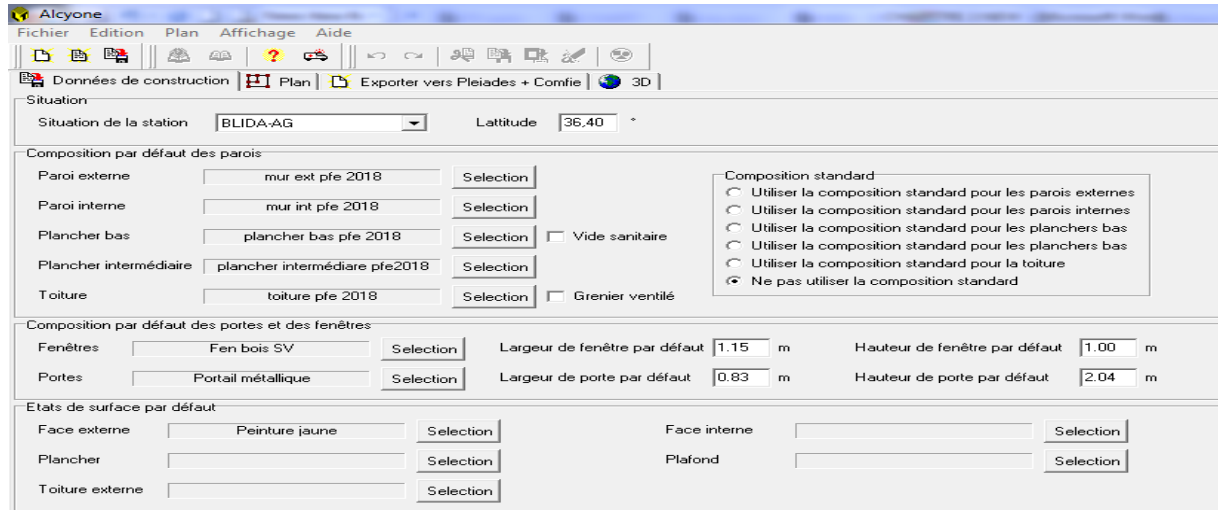 Alcyone
Fichier Edition Plan Affichage Aide
Données de construction Plan Exporter vers Pleiades + Comfie 3D
Situation
Situation de la station BLIDA-AG Lattitude 36,40 °
Composition par défaut des parois
Paroi externe mur ext pfe 2018 Selection
Paroi interne mur int pfe 2018 Selection
Plancher bas plancher bas pfe 2018 Selection Vide sanitaire
Plancher intermédiaire plancher intermédiare pfe2018 Selection
Toiture toiture pfe 2018 Selection Grenier ventilé
Composition standard
Utiliser la composition standard pour les parois externes
Utiliser la composition standard pour les parois internes
Utiliser la composition standard pour les planchers bas
Utiliser la composition standard pour les planchers bas
Utiliser la composition standard pour la toiture
Ne pas utiliser la composition standard
Composition par défaut des portes et des fenêtres
Fenêtres Fen bois SV Selection Largeur de fenêtre par défaut 1.15 m Hauteur de fenêtre par défaut 1.00 m
Portes Portail métallique Selection Largeur de porte par défaut 0.83 m Hauteur de porte par défaut 2.04 m
Etats de surface par défaut
Face externe Peinture jaune Selection Face interne Selection
Plancher Selection Plafond Selection
Toiture externe Selection